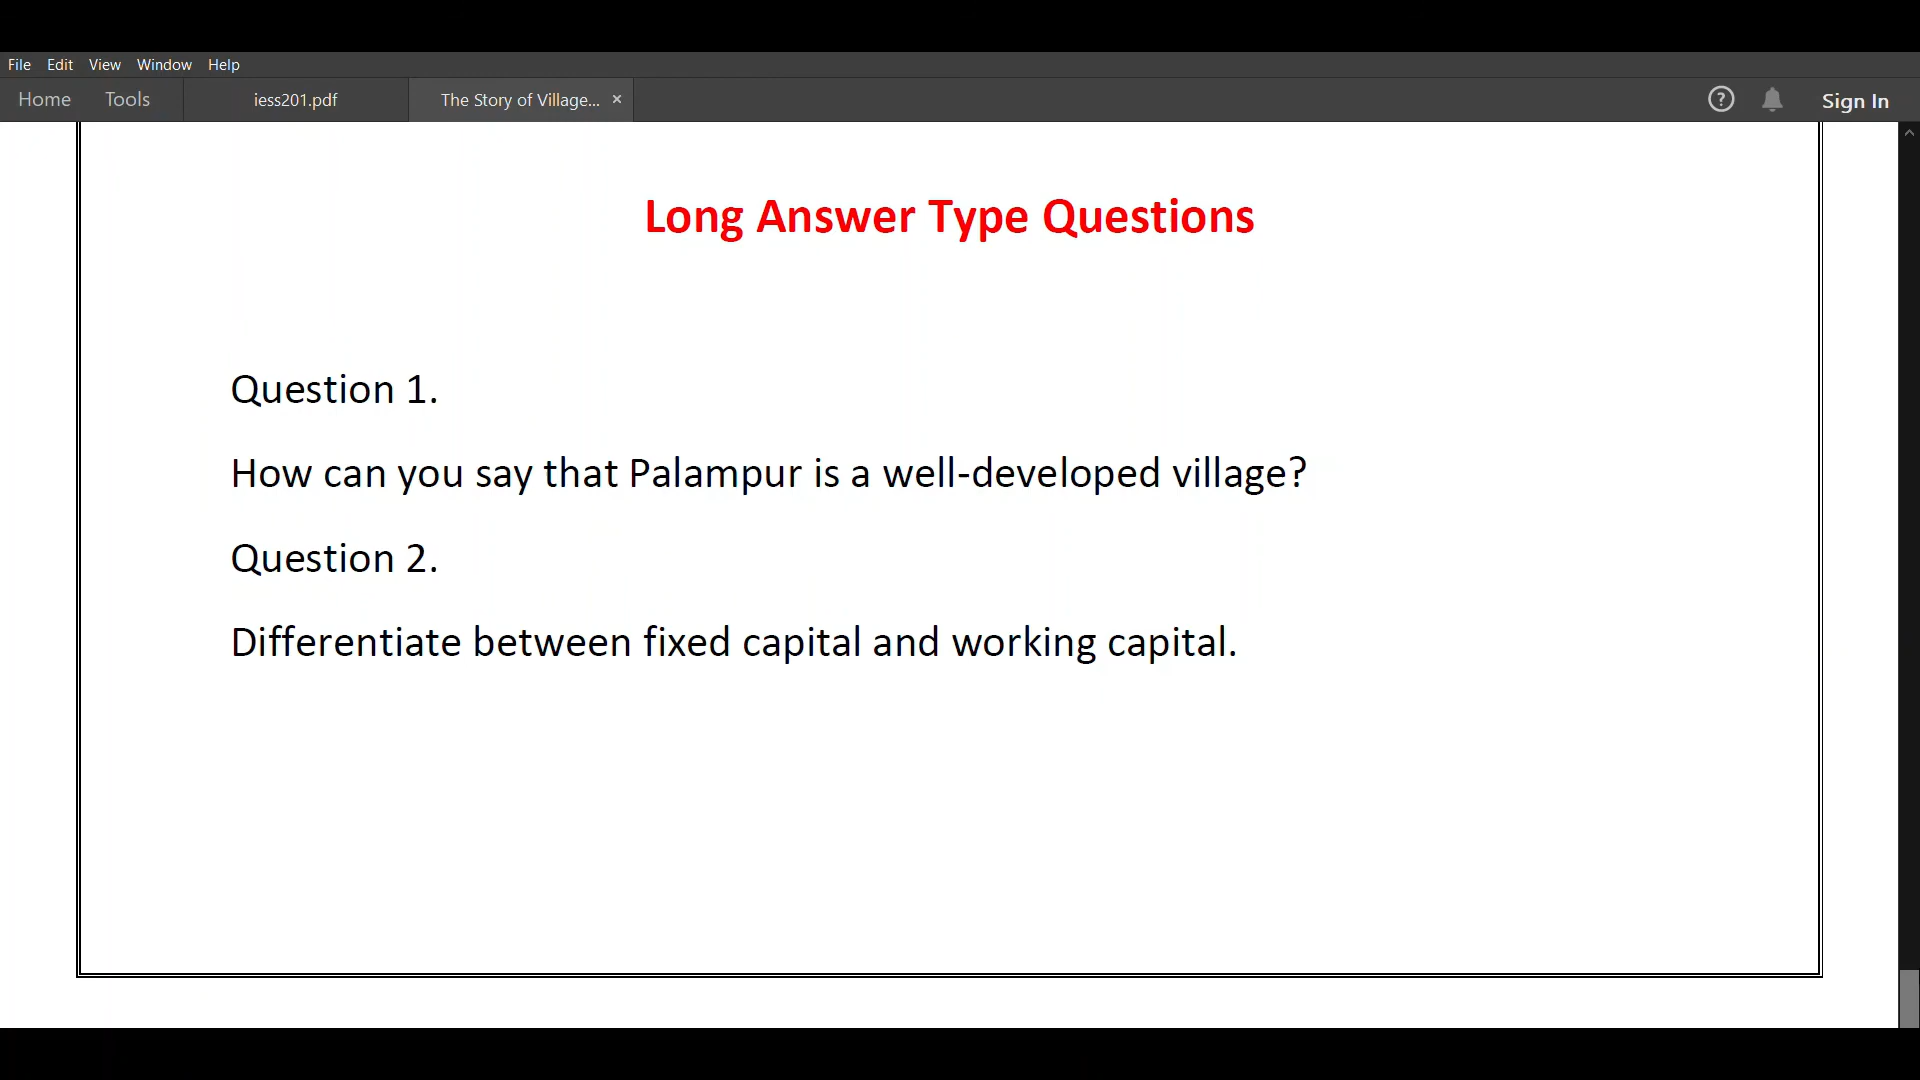 File Edit View Window Help
Home Tools iess201.pdf The Story of Village... × ? Sign In
Long Answer Type Questions
Question 1.
How can you say that Palampur is a well-developed village?
Question 2.
Differentiate between fixed capital and working capital.